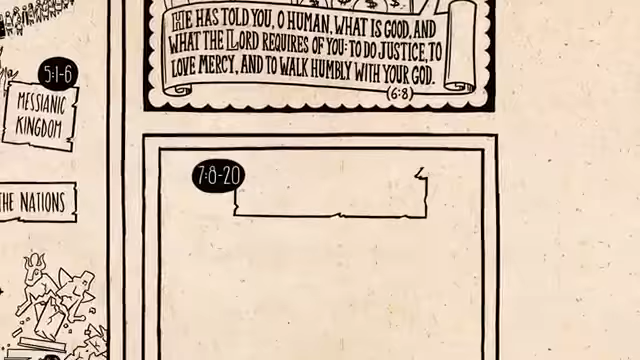 HE HAS TOLD YOU, O HUMAN, WHAT IS GOOD, AND
WHAT THE LORD REQUIRES OF YOU: TO DO JUSTICE, TO
LOVE MERCY, AND TO WALK HUMBLY WITH YOUR GOD.
(6:8)
5:1-6
MESSIANIC
KINGDOM
THE NATIONS
7:8-20